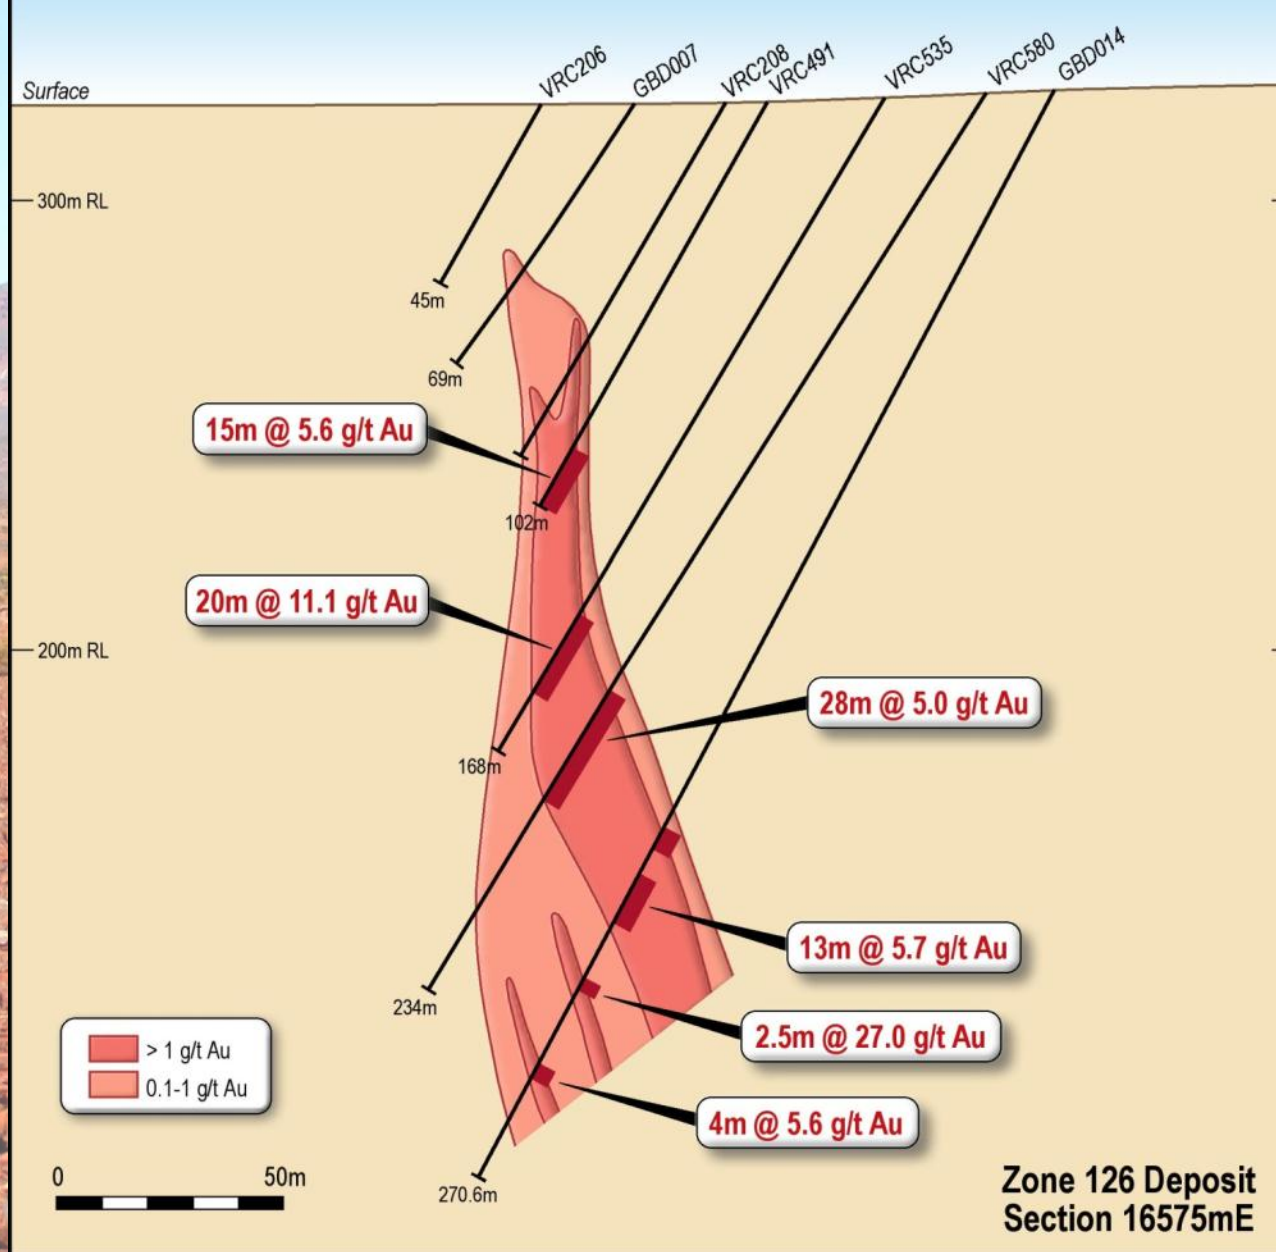 VRC206
GBD007
VRC208
VRC491
VRC535
VRC580
GBD014
Surface
300m RL
45m
69m
15m @ 5.6 g/t Au
102m
20m @ 11.1 g/t Au
200m RL
28m @ 5.0 g/t Au
168m
13m @ 5.7 g/t Au
234m
2.5m @ 27.0 g/t Au
> 1 g/t Au
0.1-1 g/t Au
4m @ 5.6 g/t Au
0 50m
270.6m
Zone 126 Deposit
Section 16575mE